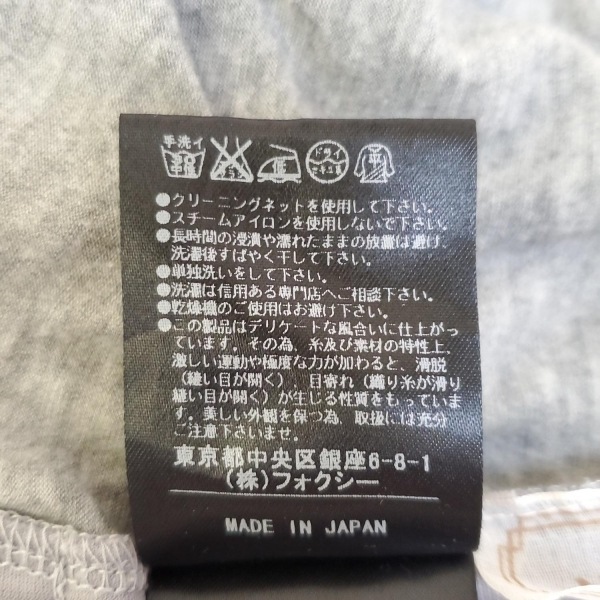 手洗イ
ドライ
平
●クリーニングネットを使用して下さい。
●スチームアイロンを使用しないで下さい。
●長時間の浸漬や濡れたままの放置は避け、
洗濯後すばやく干して下さい。
●単独洗いをして下さい。
●洗濯は信用ある専門店へご相談下さい。
●乾燥機のご使用はお避け下さい。
●この製品はデリケートな風合いに仕上がっ
ています。その為、糸及び素材の特性上、
激しい運動や極度な力が加わると、滑脱
(縫い目が開く)、目寄れ(織り糸が滑り
縫い目が開く)が生じる性質をもっていま
す。美しい外観を保つ為、取扱には充分
ご注意下さいませ。
東京都中央区銀座6-8-1
(株)フォクシー
MADE IN JAPAN